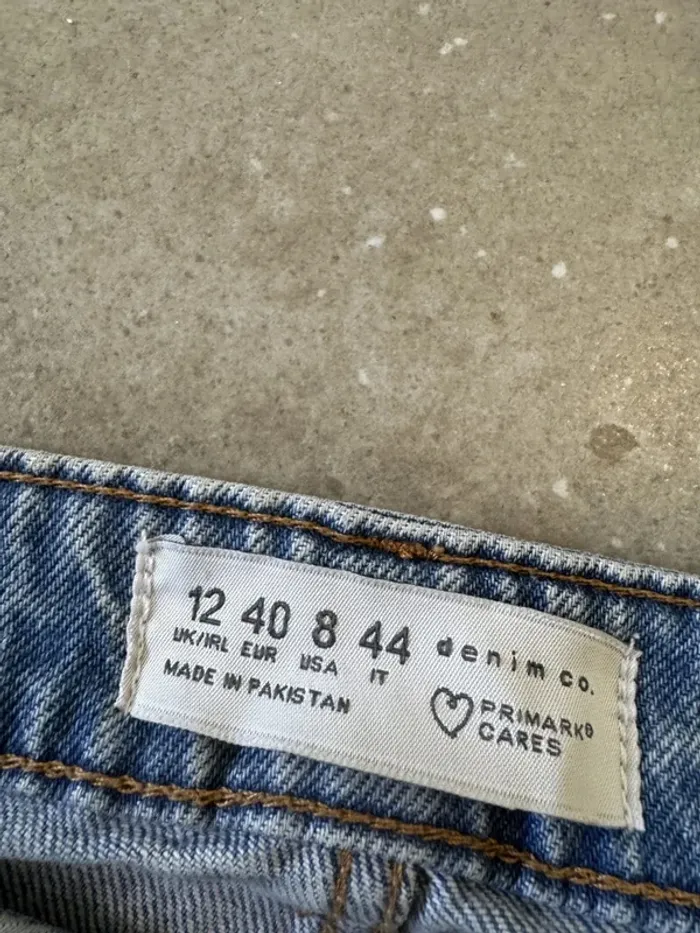 12 40 8 44 denim co.
UK/IRL EUR USA IT
MADE IN PAKISTAN
PRIMARK®
CARES